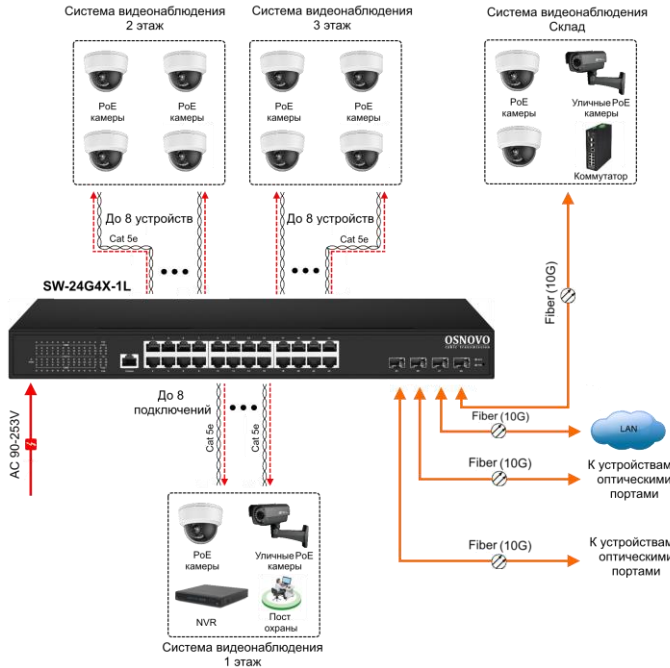 Система видеонаблюдения
2 этаж
Система видеонаблюдения
3 этаж
Система видеонаблюдения
Склад
PoE
камеры
PoE
камеры
PoE
камеры
PoE
камеры
PoE
камеры
Уличные PoE
камеры
Коммутатор
До 8 устройств
До 8 устройств
Cat 5e
Cat 5e
Fiber (10G)
SW-24G4X-1L
OSNOVO
cable transmission
AC 90-253V
До 8
подключений
Cat 5e
Cat 5e
Fiber (10G)
LAN
Fiber (10G)
К устройствам
оптическими
портами
Fiber (10G)
К устройствам
оптическими
портами
PoE
камеры
Уличные PoE
камеры
NVR
Пост
охраны
Система видеонаблюдения
1 этаж